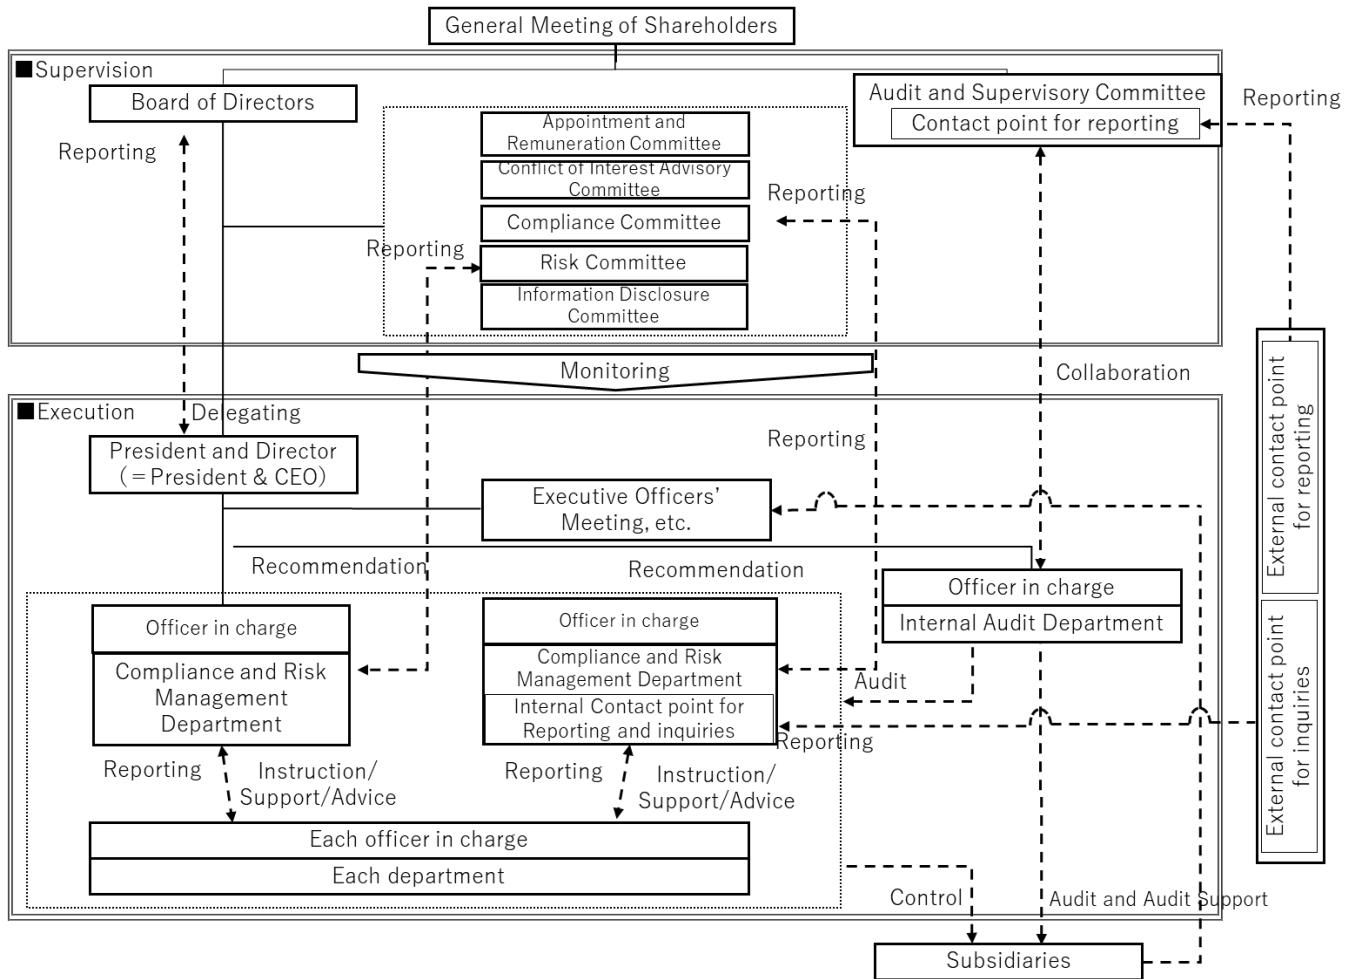 General Meeting of Shareholders
■Supervision
Board of Directors
Audit and Supervisory Committee
Contact point for reporting
Reporting
Reporting
Appointment and
Remuneration Committee
Conflict of Interest Advisory
Committee
Compliance Committee
Risk Committee
Information Disclosure
Committee
Reporting
Reporting
Monitoring
Collaboration
■Execution
Delegating
President and Director
(＝President & CEO)
Reporting
Executive Officers’
Meeting, etc.
Recommendation
Recommendation
Officer in charge
Internal Audit Department
Officer in charge
Compliance and Risk
Management
Department
Officer in charge
Compliance and Risk
Management Department
Internal Contact point for
Reporting and inquiries
Audit
Reporting
Reporting
Instruction/
Support/Advice
Reporting
Instruction/
Support/Advice
Each officer in charge
Each department
Control
Audit and Audit Support
Subsidiaries
External contact point
for reporting
External contact point
for inquiries